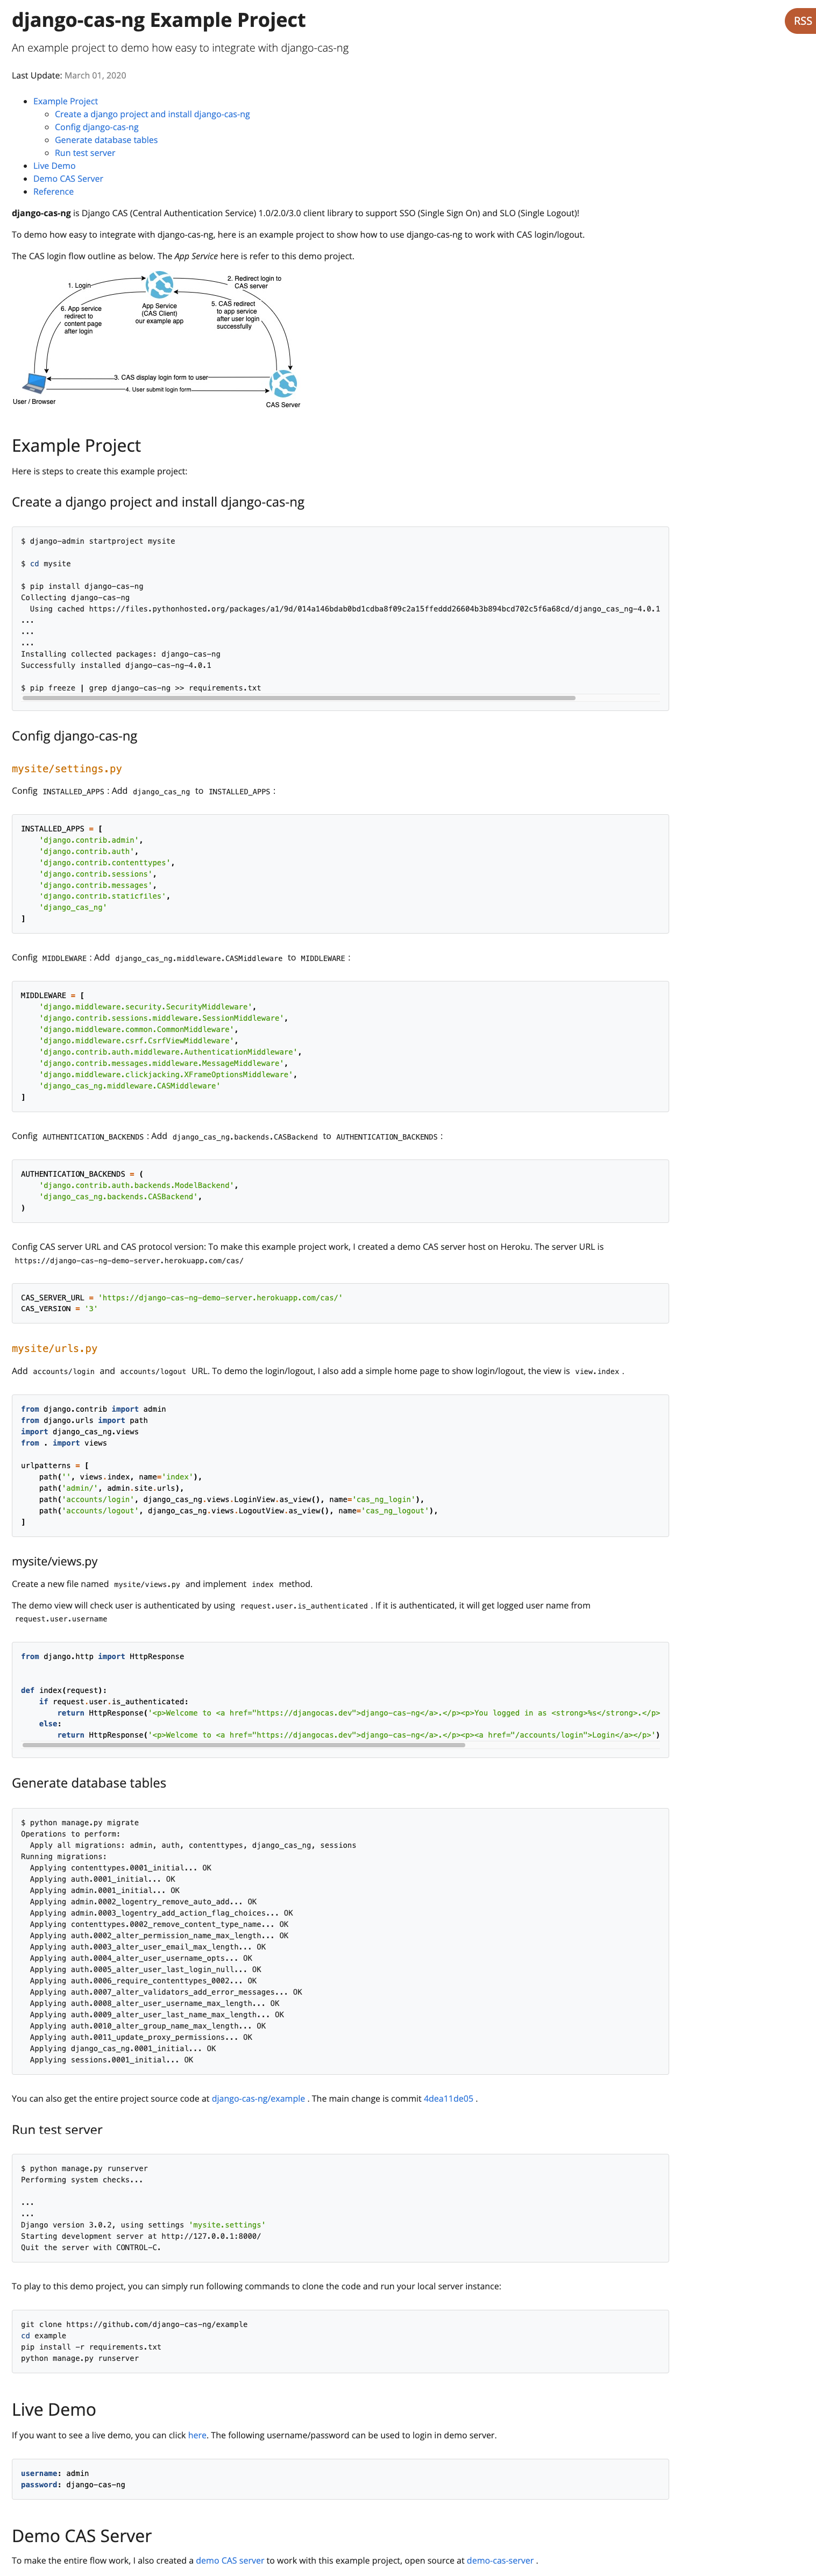 django-cas-ng Example Project
RSS
An example project to demo how easy to integrate with django-cas-ng
Last Update: March 01, 2020
Example Project
Create a django project and install django-cas-ng
Config django-cas-ng
Generate database tables
Run test server
Live Demo
Demo CAS Server
Reference
django-cas-ng is Django CAS (Central Authentication Service) 1.0/2.0/3.0 client library to support SSO (Single Sign On) and SLO (Single Logout)!
To demo how easy to integrate with django-cas-ng, here is an example project to show how to use django-cas-ng to work with CAS login/logout.
The CAS login flow outline as below. The App Service here is refer to this demo project.
1. Login
2. Redirect login to
CAS server
App Service
(CAS Client)
our example app
6. App service
redirect to
content page
after login
5. CAS redirect
to app service
after user login
successfully
3. CAS display login form to user
4. User submit login form
User / Browser
CAS Server
Example Project
Here is steps to create this example project:
Create a django project and install django-cas-ng
$ django-admin startproject mysite
$ cd mysite
$ pip install django-cas-ng
Collecting django-cas-ng
  Using cached https://files.pythonhosted.org/packages/a1/9d/014a146bdab0bd1cdba8f09c2a15ffeddd26604b3b894bcd702c5f6a68cd/django_cas_ng-4.0.1
...
...
...
Installing collected packages: django-cas-ng
Successfully installed django-cas-ng-4.0.1
$ pip freeze | grep django-cas-ng >> requirements.txt
Config django-cas-ng
mysite/settings.py
Config INSTALLED_APPS : Add django_cas_ng to INSTALLED_APPS :
INSTALLED_APPS = [
    'django.contrib.admin',
    'django.contrib.auth',
    'django.contrib.contenttypes',
    'django.contrib.sessions',
    'django.contrib.messages',
    'django.contrib.staticfiles',
    'django_cas_ng'
]
Config MIDDLEWARE : Add django_cas_ng.middleware.CASMiddleware to MIDDLEWARE :
MIDDLEWARE = [
    'django.middleware.security.SecurityMiddleware',
    'django.contrib.sessions.middleware.SessionMiddleware',
    'django.middleware.common.CommonMiddleware',
    'django.middleware.csrf.CsrfViewMiddleware',
    'django.contrib.auth.middleware.AuthenticationMiddleware',
    'django.contrib.messages.middleware.MessageMiddleware',
    'django.middleware.clickjacking.XFrameOptionsMiddleware',
    'django_cas_ng.middleware.CASMiddleware'
]
Config AUTHENTICATION_BACKENDS : Add django_cas_ng.backends.CASBackend to AUTHENTICATION_BACKENDS :
AUTHENTICATION_BACKENDS = (
    'django.contrib.auth.backends.ModelBackend',
    'django_cas_ng.backends.CASBackend',
)
Config CAS server URL and CAS protocol version: To make this example project work, I created a demo CAS server host on Heroku. The server URL is
https://django-cas-ng-demo-server.herokuapp.com/cas/
CAS_SERVER_URL = 'https://django-cas-ng-demo-server.herokuapp.com/cas/'
CAS_VERSION = '3'
mysite/urls.py
Add accounts/login and accounts/logout URL. To demo the login/logout, I also add a simple home page to show login/logout, the view is view.index .
from django.contrib import admin
from django.urls import path
import django_cas_ng.views
from . import views
urlpatterns = [
    path('', views.index, name='index'),
    path('admin/', admin.site.urls),
    path('accounts/login', django_cas_ng.views.LoginView.as_view(), name='cas_ng_login'),
    path('accounts/logout', django_cas_ng.views.LogoutView.as_view(), name='cas_ng_logout'),
]
mysite/views.py
Create a new file named mysite/views.py and implement index method.
The demo view will check user is authenticated by using request.user.is_authenticated . If it is authenticated, it will get logged user name from
request.user.username
from django.http import HttpResponse
def index(request):
    if request.user.is_authenticated:
        return HttpResponse('<p>Welcome to <a href="https://djangocas.dev">django-cas-ng</a>.</p><p>You logged in as <strong>%s</strong>.</p>
    else:
        return HttpResponse('<p>Welcome to <a href="https://djangocas.dev">django-cas-ng</a>.</p><p><a href="/accounts/login">Login</a></p>')
Generate database tables
$ python manage.py migrate
Operations to perform:
  Apply all migrations: admin, auth, contenttypes, django_cas_ng, sessions
Running migrations:
  Applying contenttypes.0001_initial... OK
  Applying auth.0001_initial... OK
  Applying admin.0001_initial... OK
  Applying admin.0002_logentry_remove_auto_add... OK
  Applying admin.0003_logentry_add_action_flag_choices... OK
  Applying contenttypes.0002_remove_content_type_name... OK
  Applying auth.0002_alter_permission_name_max_length... OK
  Applying auth.0003_alter_user_email_max_length... OK
  Applying auth.0004_alter_user_username_opts... OK
  Applying auth.0005_alter_user_last_login_null... OK
  Applying auth.0006_require_contenttypes_0002... OK
  Applying auth.0007_alter_validators_add_error_messages... OK
  Applying auth.0008_alter_user_username_max_length... OK
  Applying auth.0009_alter_user_last_name_max_length... OK
  Applying auth.0010_alter_group_name_max_length... OK
  Applying auth.0011_update_proxy_permissions... OK
  Applying django_cas_ng.0001_initial... OK
  Applying sessions.0001_initial... OK
You can also get the entire project source code at django-cas-ng/example . The main change is commit 4dea11de05 .
Run test server
$ python manage.py runserver
Performing system checks...
...
...
Django version 3.0.2, using settings 'mysite.settings'
Starting development server at http://127.0.0.1:8000/
Quit the server with CONTROL-C.
To play to this demo project, you can simply run following commands to clone the code and run your local server instance:
git clone https://github.com/django-cas-ng/example
cd example
pip install -r requirements.txt
python manage.py runserver
Live Demo
If you want to see a live demo, you can click here. The following username/password can be used to login in demo server.
username: admin
password: django-cas-ng
Demo CAS Server
To make the entire flow work, I also created a demo CAS server to work with this example project, open source at demo-cas-server .